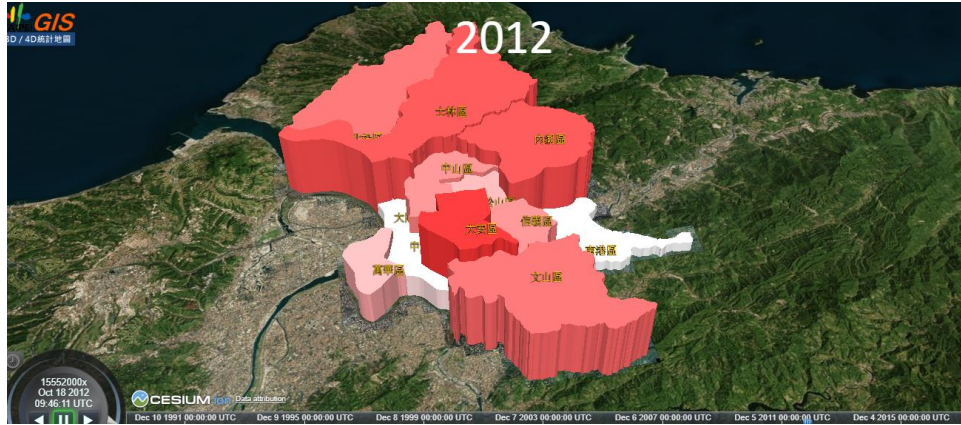 GIS
3D / 4D統計地圖
2012
士林區
內湖區
中山區
松山區
大安區
信義區
南港區
萬華區
文山區
15552000x
Oct 18 2012
09:46:11 UTC
CESIUM ion Data attribution
Dec 10 1991 00:00:00 UTC
Dec 9 1995 00:00:00 UTC
Dec 8 1999 00:00:00 UTC
Dec 7 2003 00:00:00 UTC
Dec 6 2007 00:00:00 UTC
Dec 5 2011 00:00:00 UTC
Dec 4 2015 00:00:00 UTC